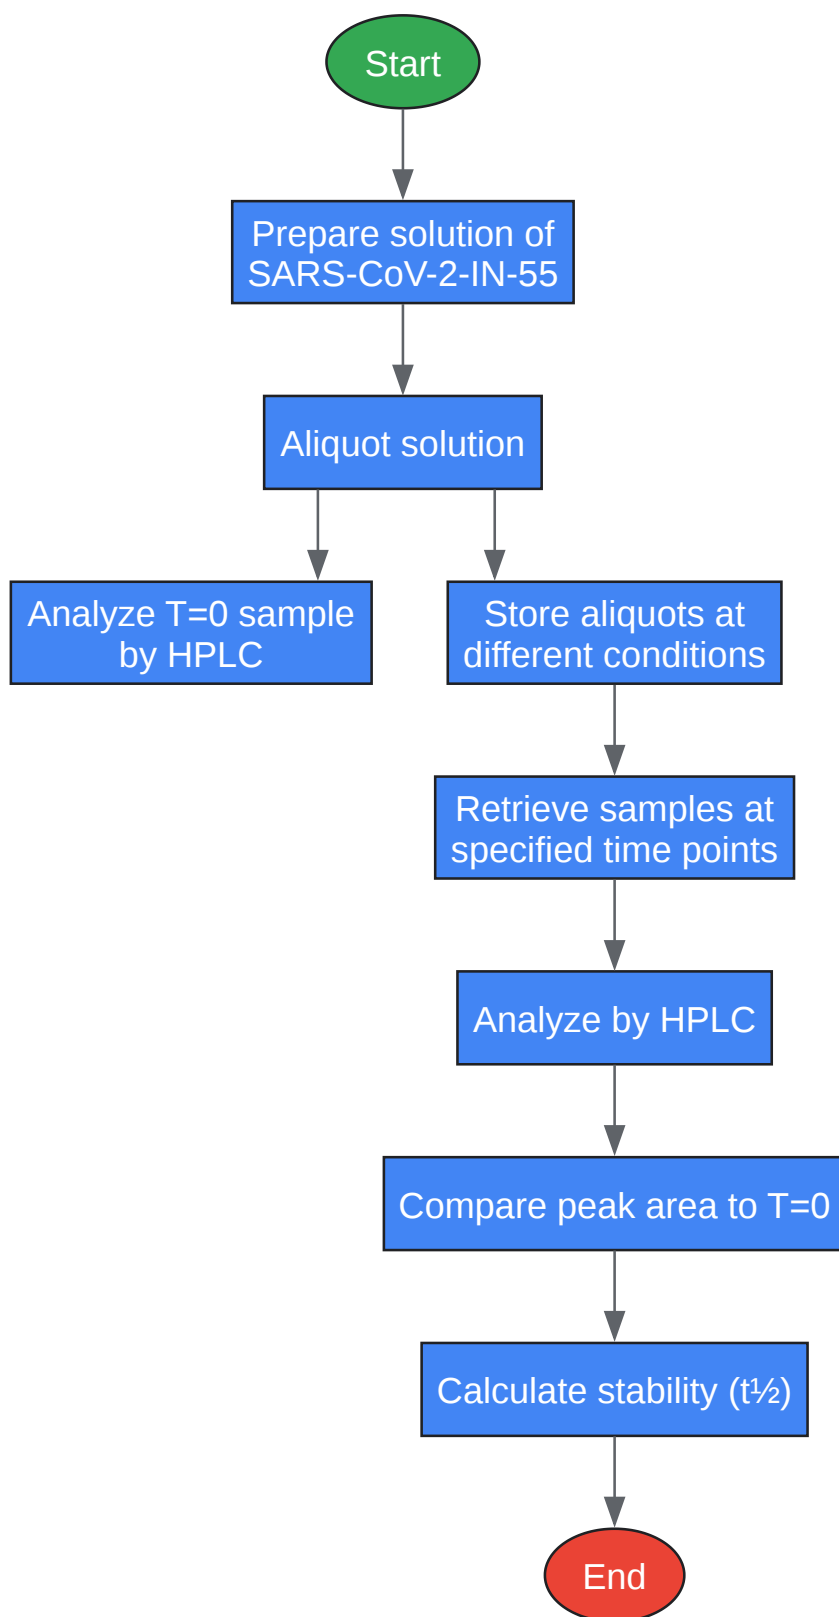 Start
Prepare solution of
SARS-CoV-2-IN-55
Aliquot solution
Analyze T=0 sample
by HPLC
Store aliquots at
different conditions
Retrieve samples at
specified time points
Analyze by HPLC
Compare peak area to T=0
Calculate stability (t½)
End